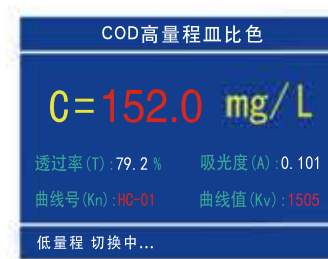 COD高量程皿比色
C=152.0 mg/L
透过率(T):79.2% 吸光度(A):0.101
曲线号(Kn):HC-01 曲线值(Kv):1505
低量程 切换中...